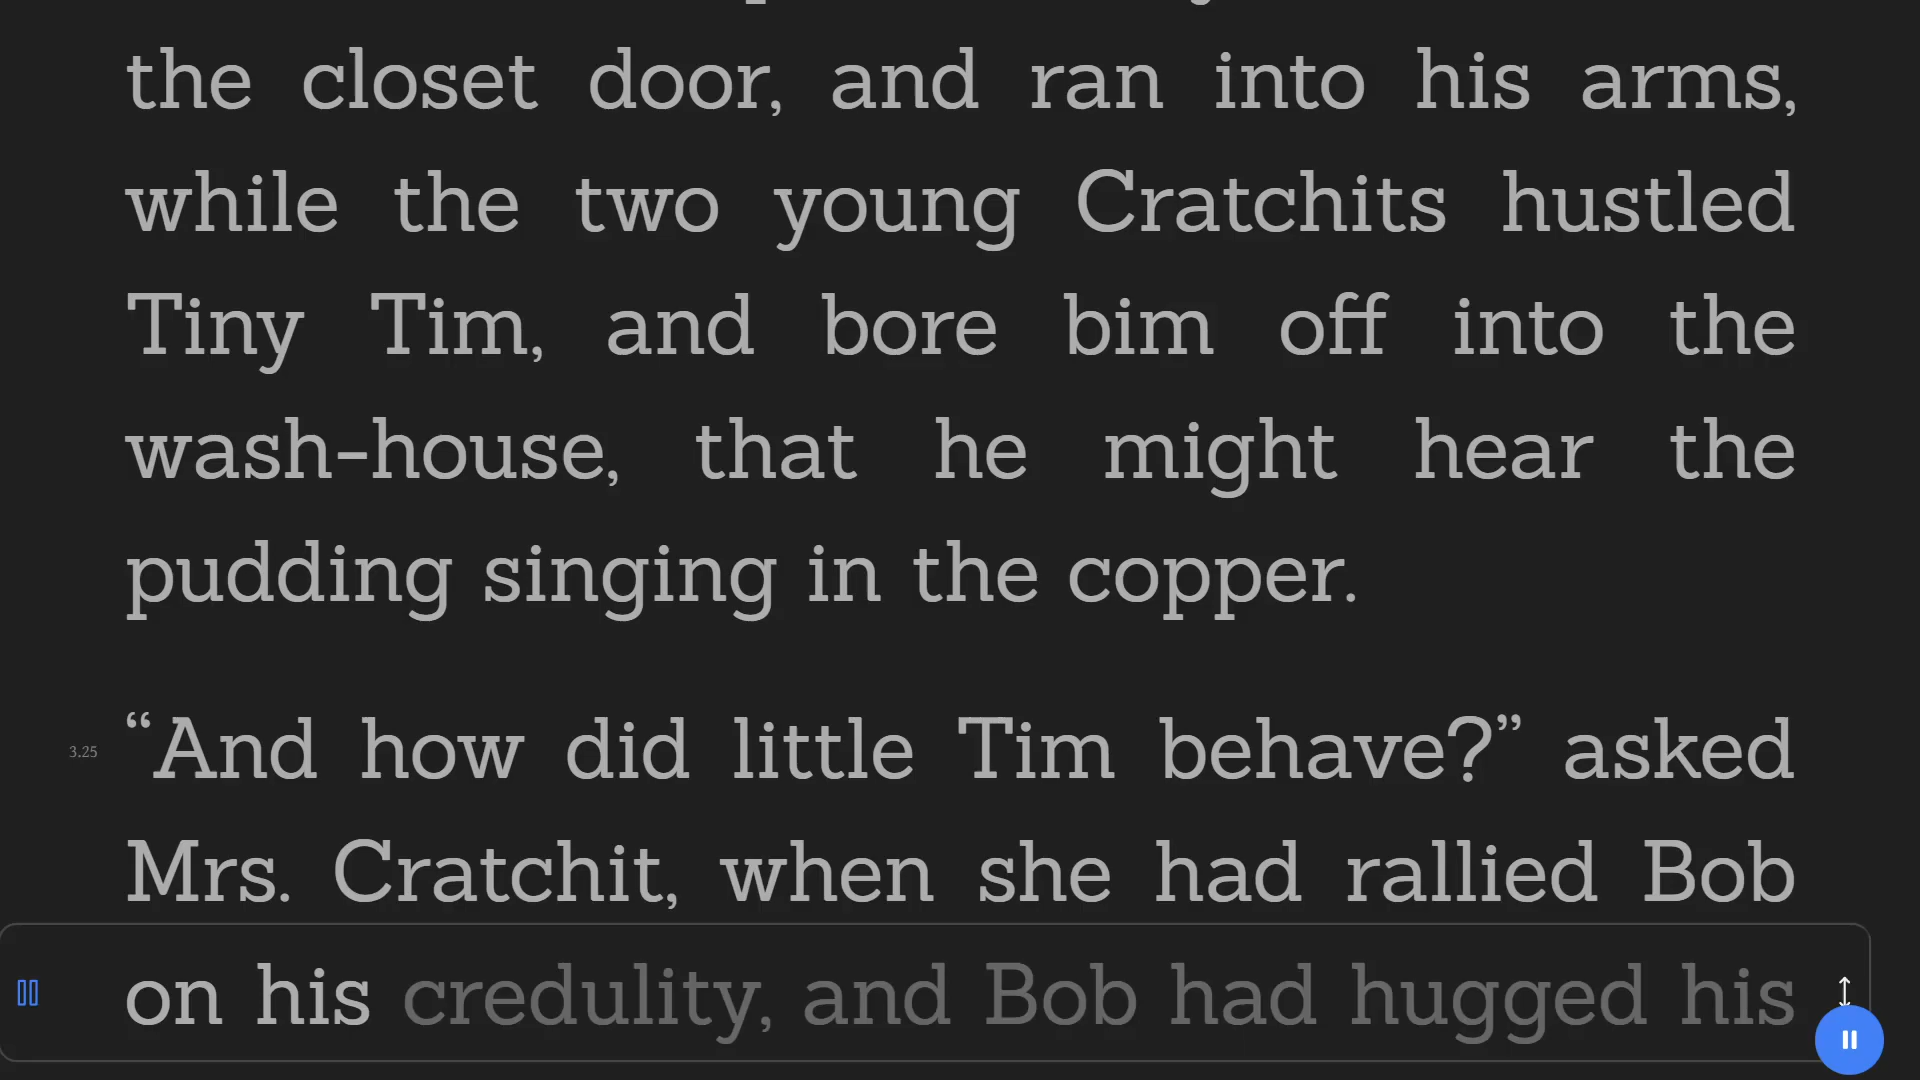 the closet door, and ran into his arms,
while the two young Cratchits hustled
Tiny Tim, and bore bim off into the
wash-house, that he might hear the
pudding singing in the copper.
3.25 “And how did little Tim behave?” asked
Mrs. Cratchit, when she had rallied Bob
on his credulity, and Bob had hugged his